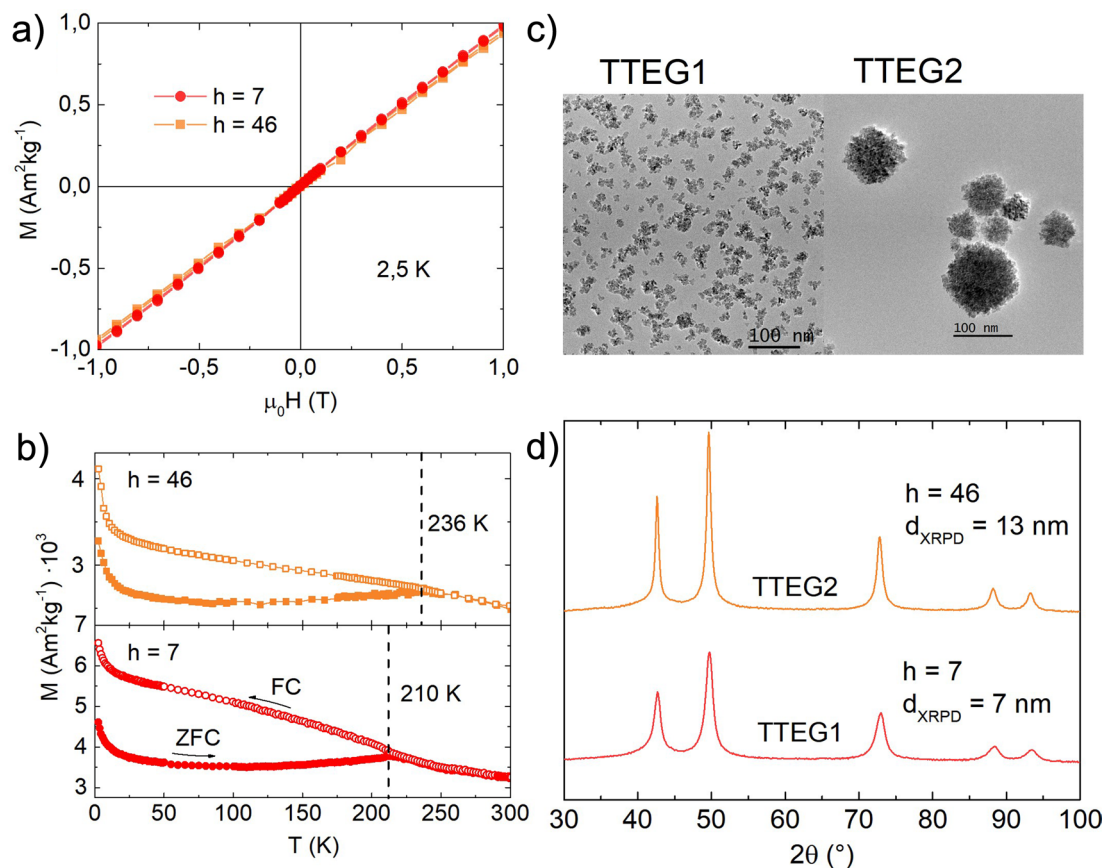 a)
1,0
0,5
0,0
-0,5
-1,0
M (Am²kg⁻¹)
h = 7
h = 46
2,5 K
-1,0 -0,5 0,0 0,5 1,0
μ₀H (T)
b)
4
3
h = 46
236 K
M (Am²kg⁻¹) ·10³
7
6
5
4
3
h = 7
FC
210 K
ZFC
0 50 100 150 200 250 300
T (K)
c)
TTEG1 TTEG2
100 nm
100 nm
d)
h = 46
d_XRPD = 13 nm
TTEG2
h = 7
d_XRPD = 7 nm
TTEG1
30 40 50 60 70 80 90 100
2θ (°)